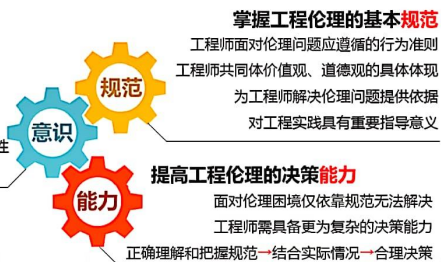 掌握工程伦理的基本规范
工程师面对伦理问题应遵循的行为准则
工程师共同体价值观、道德观的具体体现
为工程师解决伦理问题提供依据
对工程实践具有重要指导意义
规范
意识
性
能力
提高工程伦理的决策能力
面对伦理困境仅依靠规范无法解决
工程师需具备更为复杂的决策能力
正确理解和把握规范→结合实际情况→合理决策